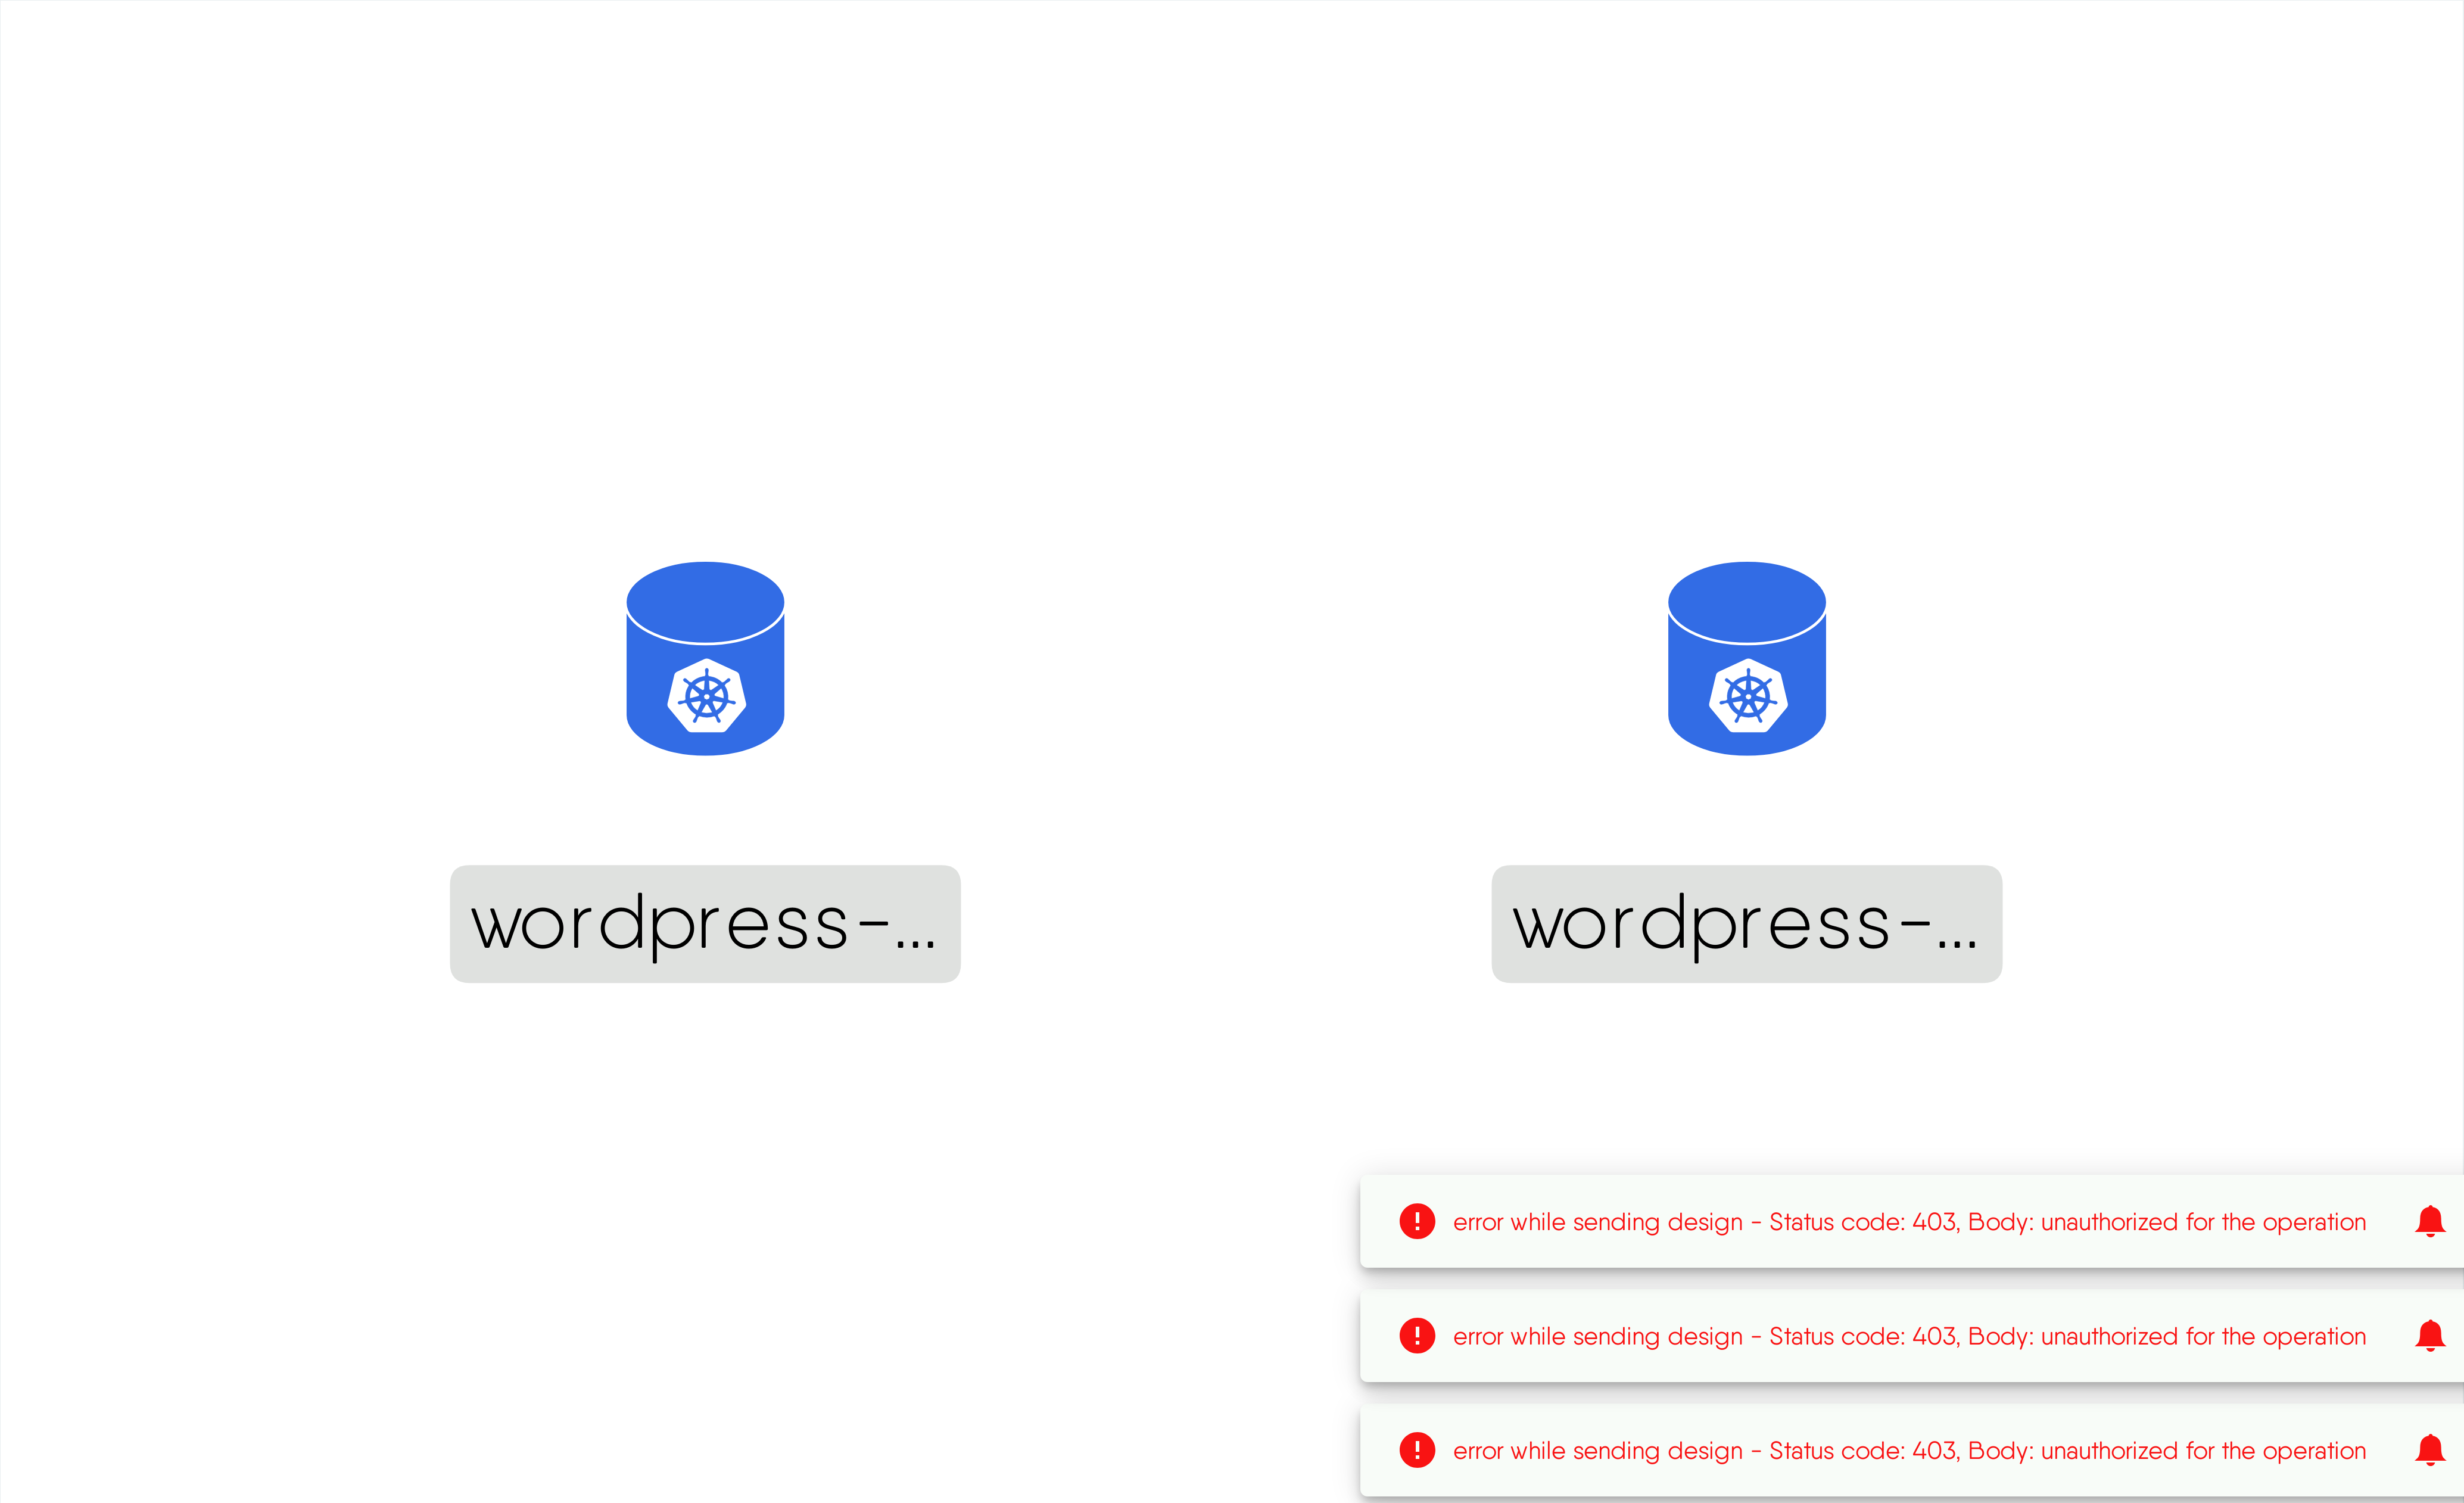 wordpress-...
wordpress-...
error while sending design - Status code: 403, Body: unauthorized for the operation
error while sending design - Status code: 403, Body: unauthorized for the operation
error while sending design - Status code: 403, Body: unauthorized for the operation